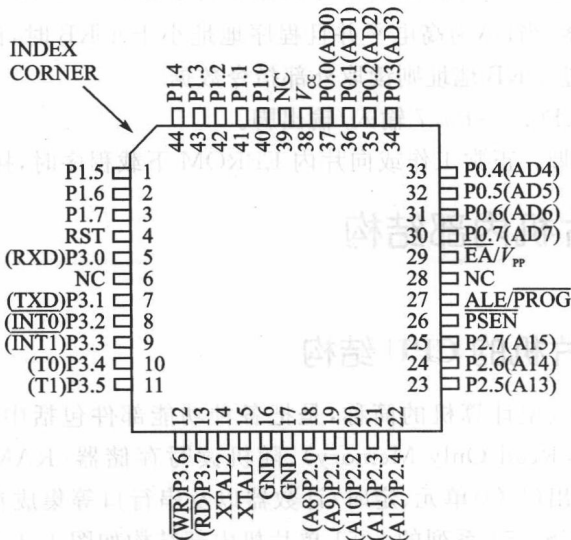 INDEX
CORNER
P1.4
P1.3
P1.2
P1.1
P1.0
NC
VCC
P0.0(AD0)
P0.1(AD1)
P0.2(AD2)
P0.3(AD3)
44 43 42 41 40 39 38 37 36 35 34
P1.5 1
P1.6 2
P1.7 3
RST 4
(RXD)P3.0 5
NC 6
(TXD)P3.1 7
(INT0)P3.2 8
(INT1)P3.3 9
(T0)P3.4 10
(T1)P3.5 11
33 P0.4(AD4)
32 P0.5(AD5)
31 P0.6(AD6)
30 P0.7(AD7)
29 EA/VPP
28 NC
27 ALE/PROG
26 PSEN
25 P2.7(A15)
24 P2.6(A14)
23 P2.5(A13)
12 13 14 15 16 17 18 19 20 21 22
(WR)P3.6
(RD)P3.7
XTAL2
XTAL1
GND
GND
(A8)P2.0
(A9)P2.1
(A10)P2.2
(A11)P2.3
(A12)P2.4